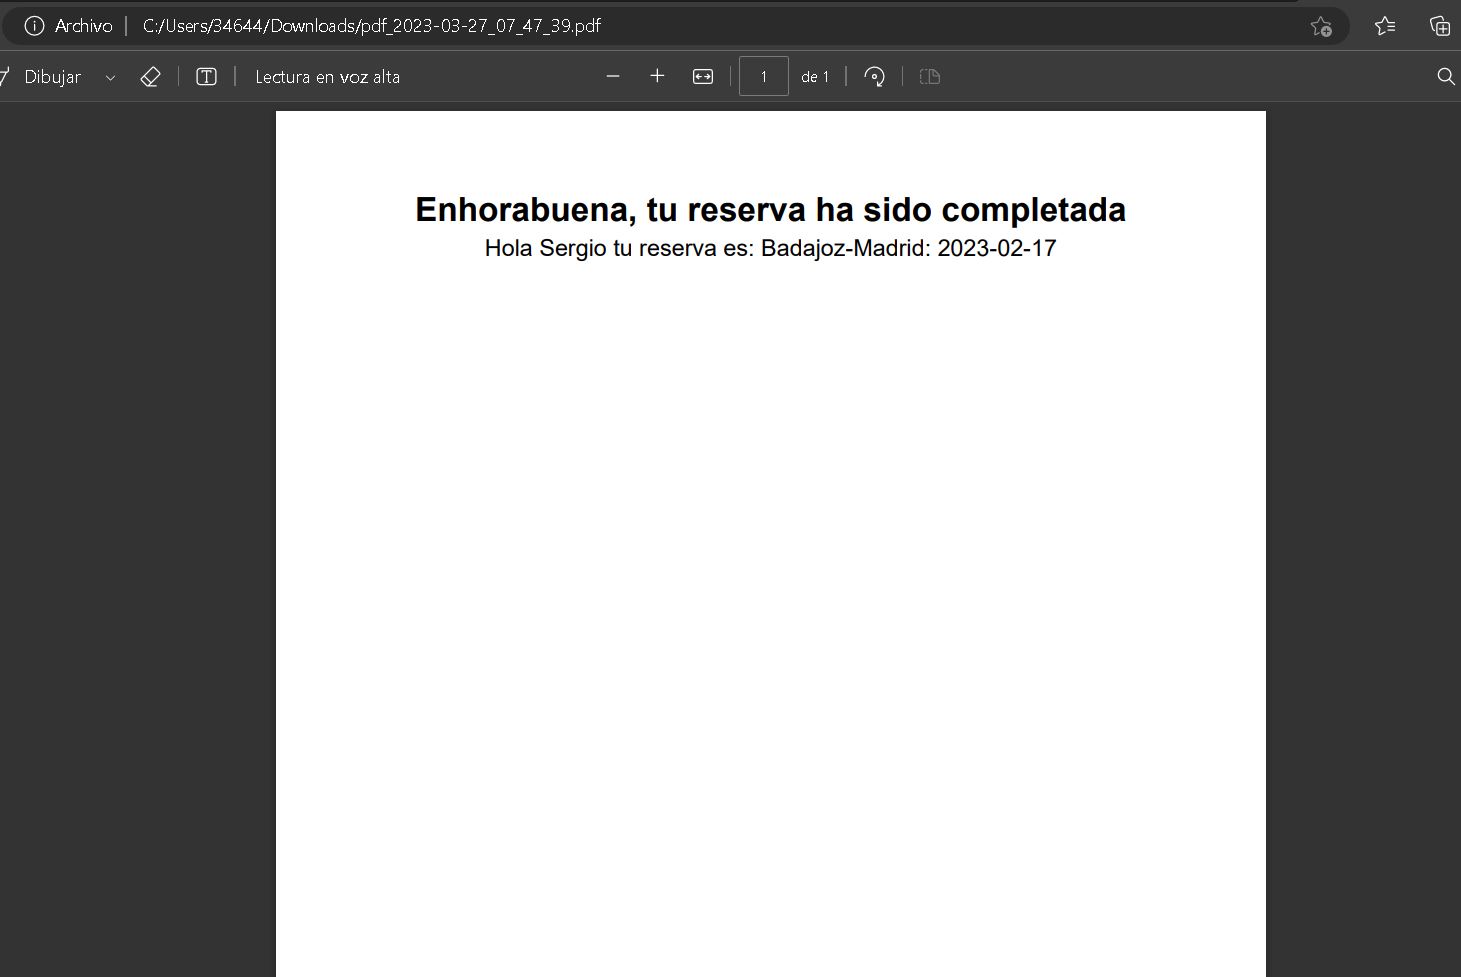 Archivo C:/Users/34644/Downloads/pdf_2023-03-27_07_47_39.pdf
Dibujar T Lectura en voz alta 1 de 1
Enhorabuena, tu reserva ha sido completada
Hola Sergio tu reserva es: Badajoz-Madrid: 2023-02-17